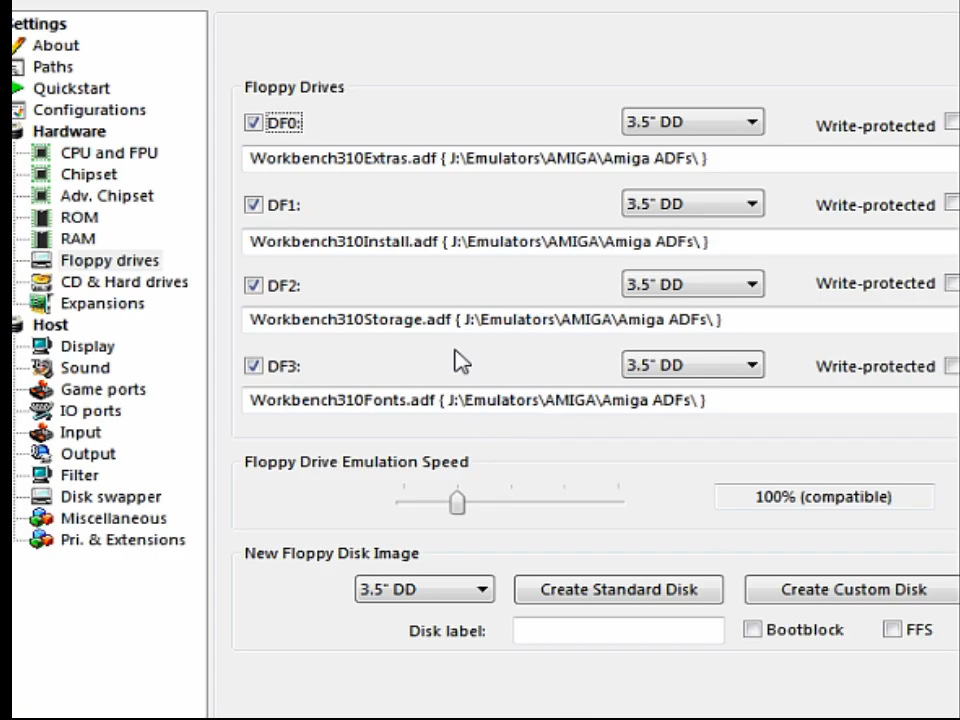 ettings
About
Paths
Quickstart
Configurations
Hardware
CPU and FPU
Chipset
Adv. Chipset
ROM
RAM
Floppy drives
CD & Hard drives
Expansions
Host
Display
Sound
Game ports
IO ports
Input
Output
Filter
Disk swapper
Miscellaneous
Pri. & Extensions
Floppy Drives
DF0: 3.5" DD Write-protected
Workbench310Extras.adf { J:\Emulators\AMIGA\Amiga ADFs\ }
DF1: 3.5" DD Write-protected
Workbench310Install.adf { J:\Emulators\AMIGA\Amiga ADFs\ }
DF2: 3.5" DD Write-protected
Workbench310Storage.adf { J:\Emulators\AMIGA\Amiga ADFs\ }
DF3: 3.5" DD Write-protected
Workbench310Fonts.adf { J:\Emulators\AMIGA\Amiga ADFs\ }
Floppy Drive Emulation Speed
100% (compatible)
New Floppy Disk Image
3.5" DD Create Standard Disk Create Custom Disk
Disk label: Bootblock FFS